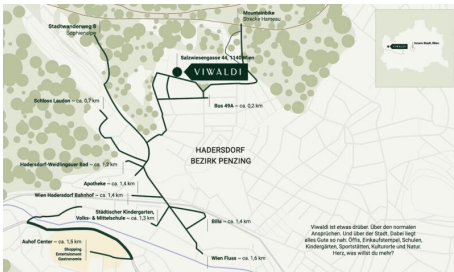 Stadtwanderweg 8
Sophienalpe
Mountainbike
Strecke Hameau
Salzwiesengasse 44, 1140 Wien
VIWALDI
VIWALDI
Grüne Stadt, Wien
Schloss Laudon – ca. 0,7 km
Bus 49A – ca. 0,2 km
HADERSDORF
BEZIRK PENZING
Hadersdorf-Weidlingauer Bad – ca. 1,2 km
Apotheke – ca. 1,4 km
Wien Hadersdorf Bahnhof – ca. 1,4 km
Städtischer Kindergarten,
Volks- & Mittelschule – ca. 1,3 km
Billa – ca. 1,4 km
Auhof Center – ca. 1,5 km
Shopping
Entertainment
Gastronomie
Wien Fluss – ca. 1,6 km
Viwaldi ist etwas drüber. Über den normalen
Ansprüchen. Und über der Stadt. Dabei liegt
alles Gute so nah: Öffis, Einkaufstempel, Schulen,
Kindergärten, Sportstätten, Kulturorte und Natur.
Herz, was willst du mehr?